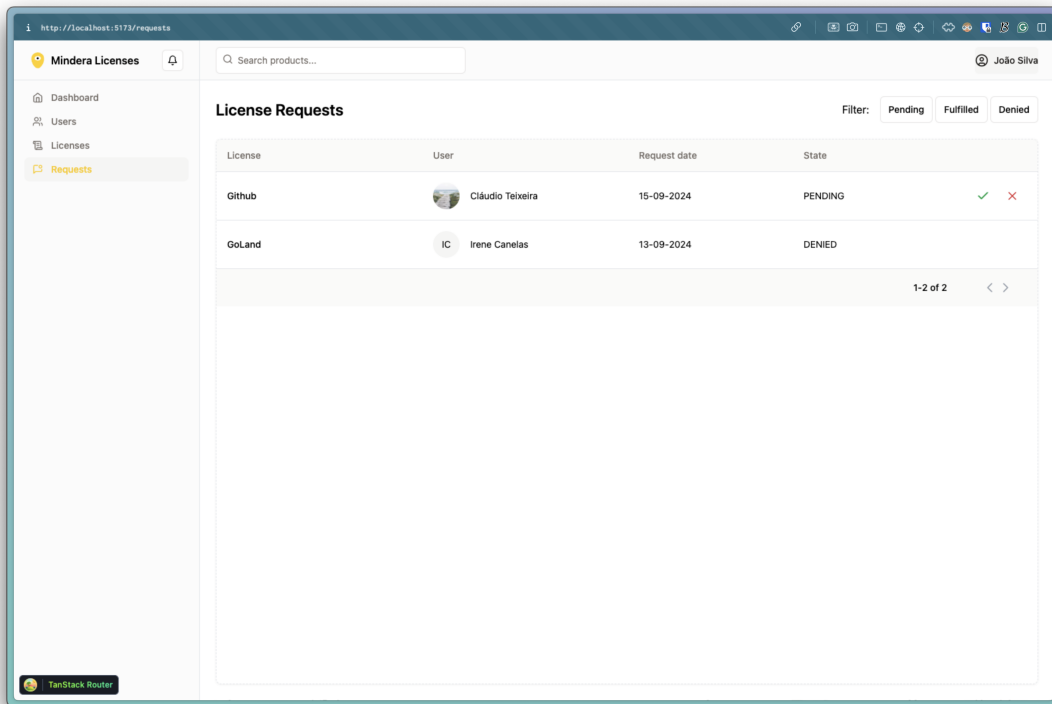 i http://localhost:5173/requests
Mindera Licenses
Search products...
João Silva
Dashboard
Users
Licenses
Requests
License Requests
Filter: Pending Fulfilled Denied
License User Request date State
Github Cláudio Teixeira 15-09-2024 PENDING
GoLand IC Irene Canelas 13-09-2024 DENIED
1-2 of 2
TanStack Router